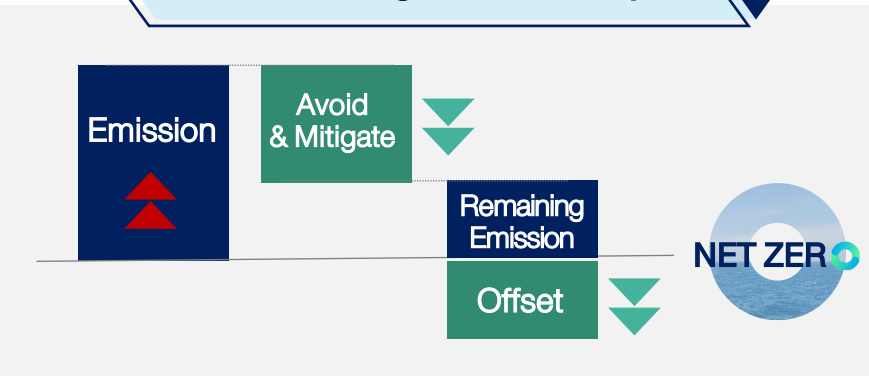 Emission
Avoid
& Mitigate
Remaining
Emission
Offset
NET ZERO